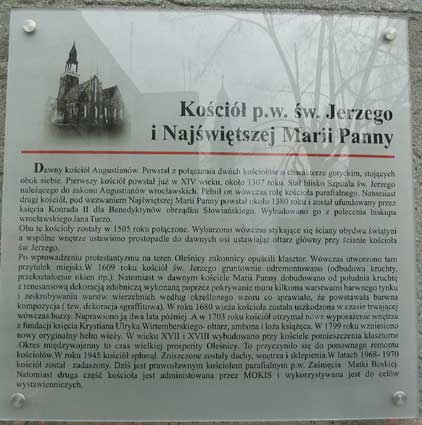 Kościół p.w. św. Jerzego
i Najświętszej Marii Panny
Dawny kościół Augustianów. Powstał z połączenia dwóch kościołów o charakterze gotyckim, stojących
obok siebie. Pierwszy kościół powstał już w XIV wieku, około 1307 roku. Stał blisko Szpitala św. Jerzego
należącego do zakonu Augustianów wrocławskich. Pełnił on wówczas rolę kościoła parafialnego. Natomiast
drugi kościół, pod wezwaniem Najświętszej Marii Panny powstał około 1380 roku i został ufundowany przez
księcia Konrada II dla Benedyktynów obrządku Słowiańskiego. Wybudowano go z polecenia biskupa
wrocławskiego Jana Turzo.
Oba te kościoły zostały w 1505 roku połączone. Wyburzono wówczas stykające się ściany obydwu świątyni
a wspólne wnętrze ustawiono prostopadle do dawnych osi ustawiając ołtarz główny przy ścianie kościoła
św. Jerzego.
Po wprowadzeniu protestantyzmu na teren Oleśnicy zakonnicy opuścili klasztor. Wówczas utworzono tam
przytułek miejski. W 1609 roku kościół św. Jerzego gruntownie odremontowano (odbudowa kruchty,
przekształcenie okien itp.). Natomiast w dawnym kościele Marii Panny dobudowano od południa kruchtę
z renesansową dekoracją zdobniczą wykonaną poprzez pokrywanie muru kilkoma warstwami barwnego tynku
i zeskrobywaniu warstw wierzchnich według określonego wzoru co sprawiało, że powstawała barwna
kompozycja ( tzw. dekoracja sgraffitowa). W roku 1680 wieża kościoła została uszkodzona w czasie trwającej
wówczas burzy. Naprawiono ją dwa lata później. A w 1703 roku kościół otrzymał nowe wyposażenie wnętrza
z fundacji księcia Krystiana Ulryka Wirtemberskiego- ołtarz, ambona i loża książęca. W 1799 roku wzniesiono
nowy oryginalny hełm wieży. W wieku XVII i XVIII wybudowano przy kościele pomieszczenia klasztorne
.Okres międzywojenny to czas wielkiej prosperity Oleśnicy. To przyczyniło się do ponownego remontu
kościołów.W roku 1945 kościół spłonął. Zniszczone zostały dachy, wnętrza i sklepienia.W latach 1968- 1970
kościół został zadaszony. Dziś jest prawosławnym kościołem parafialnym p.w. Zaśnięcia Matki Boskiej.
Natomiast druga część kościoła jest administrowana przez MOKIS i wykorzystywana jest do celów
wystawienniczych.